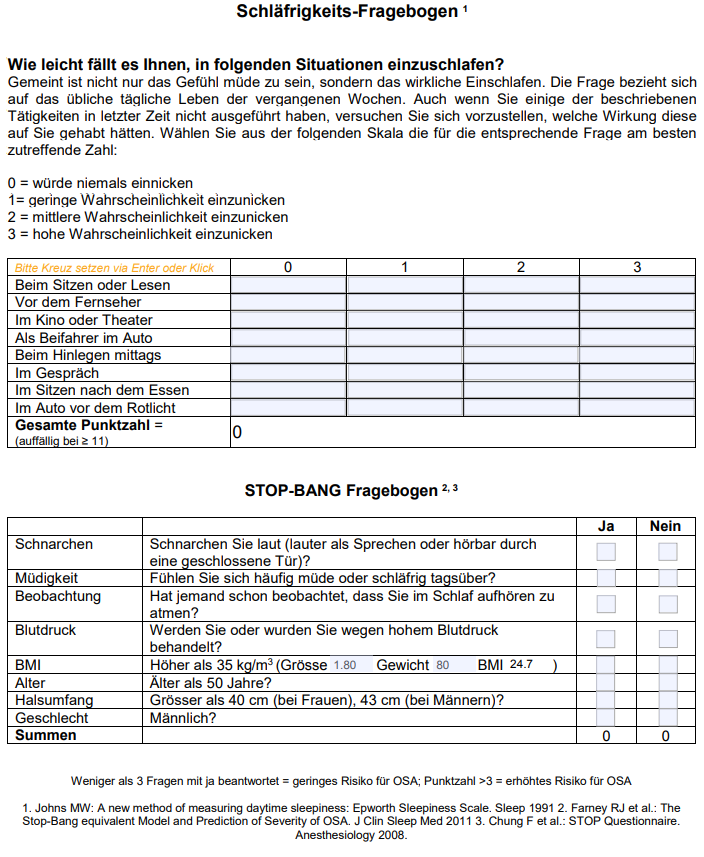 Schläfrigkeits-Fragebogen ¹
Wie leicht fällt es Ihnen, in folgenden Situationen einzuschlafen?
Gemeint ist nicht nur das Gefühl müde zu sein, sondern das wirkliche Einschlafen. Die Frage bezieht sich
auf das übliche tägliche Leben der vergangenen Wochen. Auch wenn Sie einige der beschriebenen
Tätigkeiten in letzter Zeit nicht ausgeführt haben, versuchen Sie sich vorzustellen, welche Wirkung diese
auf Sie gehabt hätten. Wählen Sie aus der folgenden Skala die für die entsprechende Frage am besten
zutreffende Zahl:
0 = würde niemals einnicken
1= geringe Wahrscheinlichkeit einzunicken
2 = mittlere Wahrscheinlichkeit einzunicken
3 = hohe Wahrscheinlichkeit einzunicken
Bitte Kreuz setzen via Enter oder Klick 0 1 2 3
Beim Sitzen oder Lesen
Vor dem Fernseher
Im Kino oder Theater
Als Beifahrer im Auto
Beim Hinlegen mittags
Im Gespräch
Im Sitzen nach dem Essen
Im Auto vor dem Rotlicht
Gesamte Punktzahl = 0
(auffällig bei ≥ 11)
STOP-BANG Fragebogen ²,³
Ja Nein
Schnarchen Schnarchen Sie laut (lauter als Sprechen oder hörbar durch
eine geschlossene Tür)?
Müdigkeit Fühlen Sie sich häufig müde oder schläfrig tagsüber?
Beobachtung Hat jemand schon beobachtet, dass Sie im Schlaf aufhören zu
atmen?
Blutdruck Werden Sie oder wurden Sie wegen hohem Blutdruck
behandelt?
BMI Höher als 35 kg/m³ (Grösse 1.80 Gewicht 80 BMI 24.7 )
Alter Älter als 50 Jahre?
Halsumfang Grösser als 40 cm (bei Frauen), 43 cm (bei Männern)?
Geschlecht Männlich?
Summen 0 0
Weniger als 3 Fragen mit ja beantwortet = geringes Risiko für OSA; Punktzahl >3 = erhöhtes Risiko für OSA
1. Johns MW: A new method of measuring daytime sleepiness: Epworth Sleepiness Scale. Sleep 1991 2. Farney RJ et al.: The
Stop-Bang equivalent Model and Prediction of Severity of OSA. J Clin Sleep Med 2011 3. Chung F et al.: STOP Questionnaire.
Anesthesiology 2008.